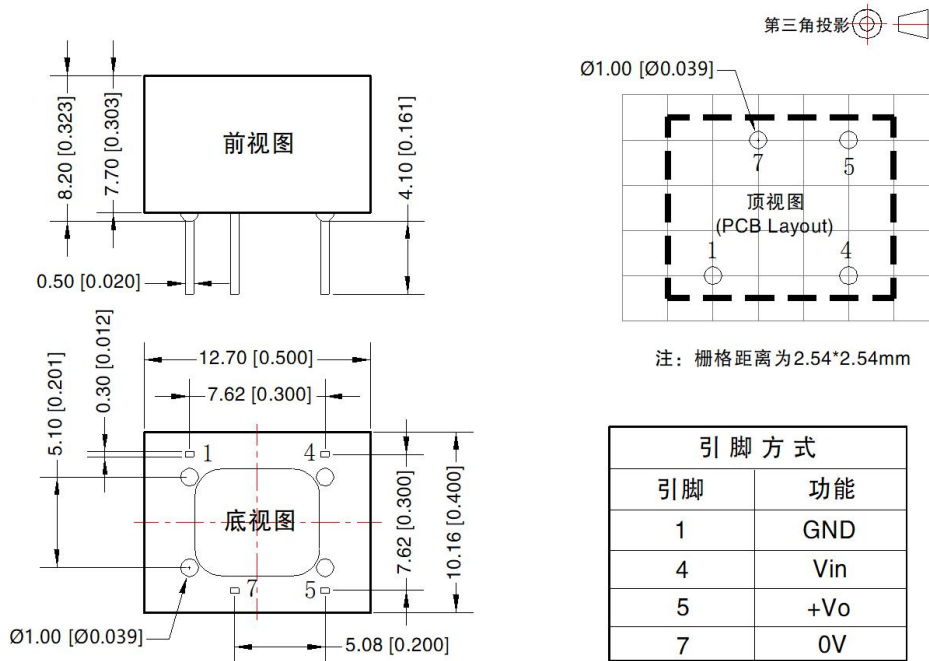 第三角投影
Ø1.00 [Ø0.039]
8.20 [0.323]
7.70 [0.303]
前视图
4.10 [0.161]
0.50 [0.020]
7
5
顶视图
(PCB Layout)
1
4
注：栅格距离为2.54*2.54mm
12.70 [0.500]
7.62 [0.300]
5.10 [0.201]
0.30 [0.012]
1
4
底视图
7
5
7.62 [0.300]
10.16 [0.400]
Ø1.00 [Ø0.039]
5.08 [0.200]
引脚方式
引脚 功能
1 GND
4 Vin
5 +Vo
7 0V